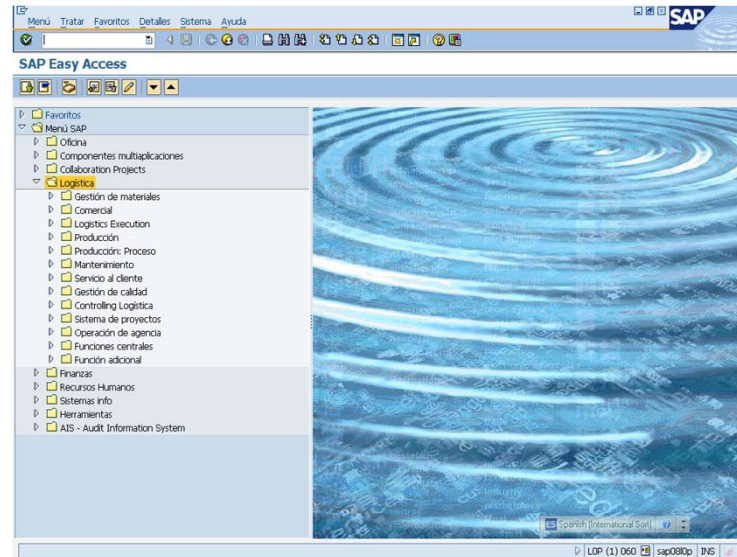 Menú Tratar Favoritos Detalles Sistema Ayuda
SAP
SAP Easy Access
Favoritos
Menú SAP
Oficina
Componentes multiaplicaciones
Collaboration Projects
Logística
Gestión de materiales
Comercial
Logistics Execution
Producción
Producción: Proceso
Mantenimiento
Servicio al cliente
Gestión de calidad
Controlling Logística
Sistema de proyectos
Operación de agencia
Funciones centrales
Función adicional
Finanzas
Recursos Humanos
Sistemas info
Herramientas
AIS - Audit Information System
ES Spanish (International Sort)
LOP (1) 060 sap080p INS